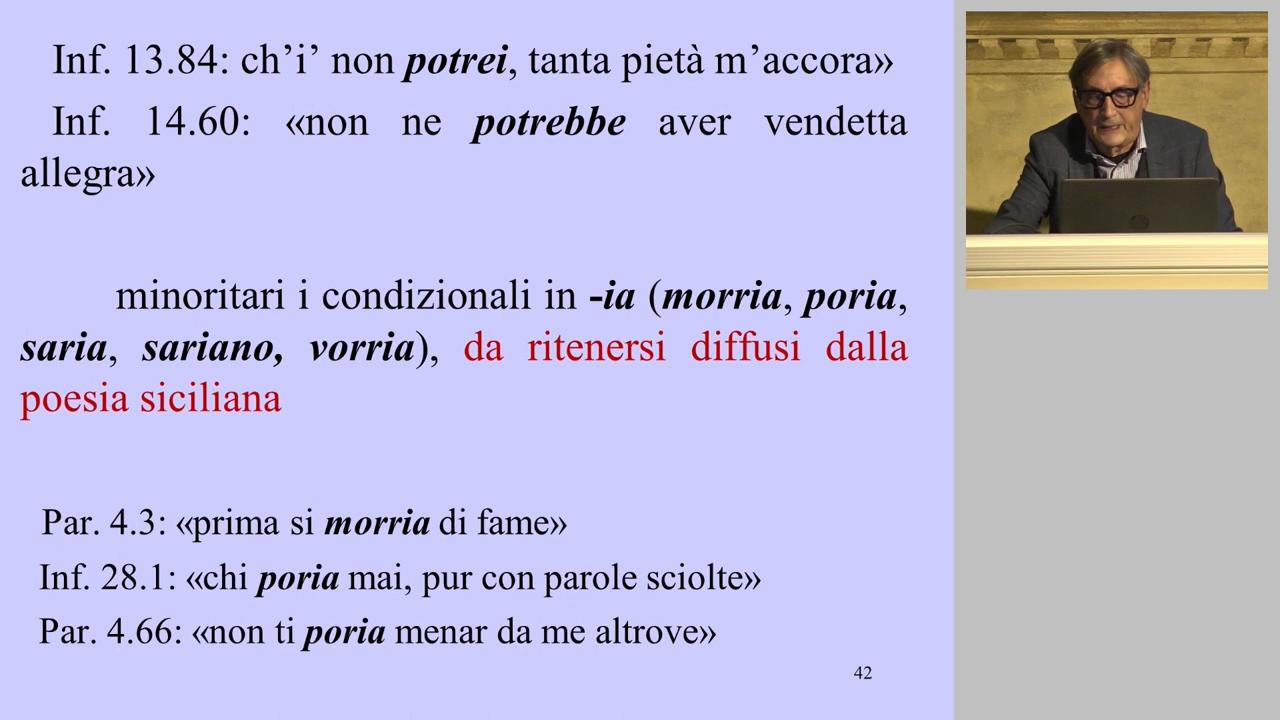 Inf. 13.84: ch’i’ non potrei, tanta pietà m’accora»
Inf. 14.60: «non ne potrebbe aver vendetta
allegra»
minoritari i condizionali in -ia (morria, poria,
saria, sariano, vorria), da ritenersi diffusi dalla
poesia siciliana
Par. 4.3: «prima si morria di fame»
Inf. 28.1: «chi poria mai, pur con parole sciolte»
Par. 4.66: «non ti poria menar da me altrove»
42